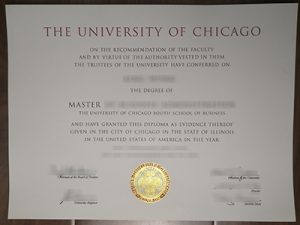 THE UNIVERSITY OF CHICAGO
ON THE RECOMMENDATION OF THE FACULTY
AND BY VIRTUE OF THE AUTHORITY VESTED IN THEM
THE TRUSTEES OF THE UNIVERSITY HAVE CONFERRED ON
THE DEGREE OF
MASTER
THE UNIVERSITY OF CHICAGO BOOTH SCHOOL OF BUSINESS
AND HAVE GRANTED THIS DIPLOMA AS EVIDENCE THEREOF
GIVEN IN THE CITY OF CHICAGO IN THE STATE OF ILLINOIS
IN THE UNITED STATES OF AMERICA IN THE YEAR